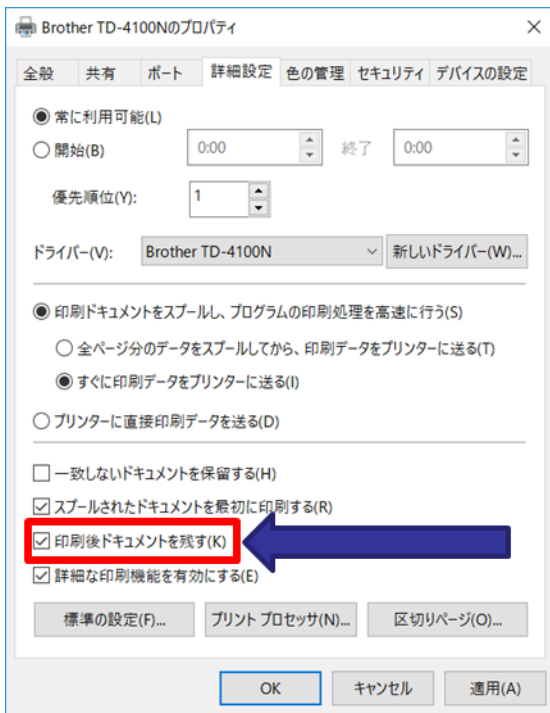 Brother TD-4100Nのプロパティ
全般 共有 ポート 詳細設定 色の管理 セキュリティ デバイスの設定
常に利用可能(L)
開始(B) 0:00 終了 0:00
優先順位(Y): 1
ドライバー(V): Brother TD-4100N 新しいドライバー(W)...
印刷ドキュメントをスプールし、プログラムの印刷処理を高速に行う(S)
全ページ分のデータをスプールしてから、印刷データをプリンターに送る(T)
すぐに印刷データをプリンターに送る(I)
プリンターに直接印刷データを送る(D)
一致しないドキュメントを保留する(H)
スプールされたドキュメントを最初に印刷する(R)
印刷後ドキュメントを残す(K)
詳細な印刷機能を有効にする(E)
標準の設定(F)... プリント プロセッサ(N)... 区切りページ(O)...
OK キャンセル 適用(A)